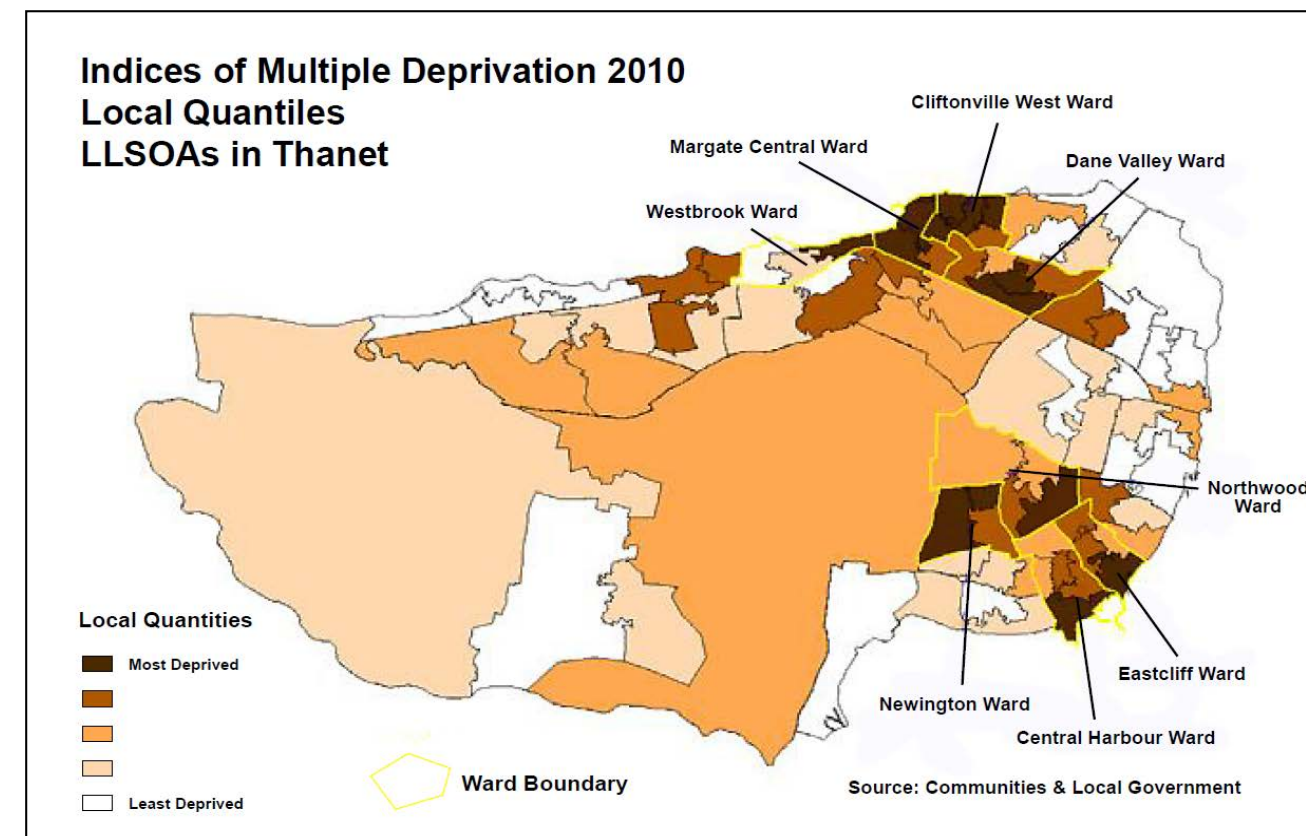 Indices of Multiple Deprivation 2010
Local Quantiles
LLSOAs in Thanet
Cliftonville West Ward
Margate Central Ward
Dane Valley Ward
Westbrook Ward
Northwood
Ward
Eastcliff Ward
Newington Ward
Central Harbour Ward
Local Quantities
Most Deprived
Least Deprived
Ward Boundary
Source: Communities & Local Government